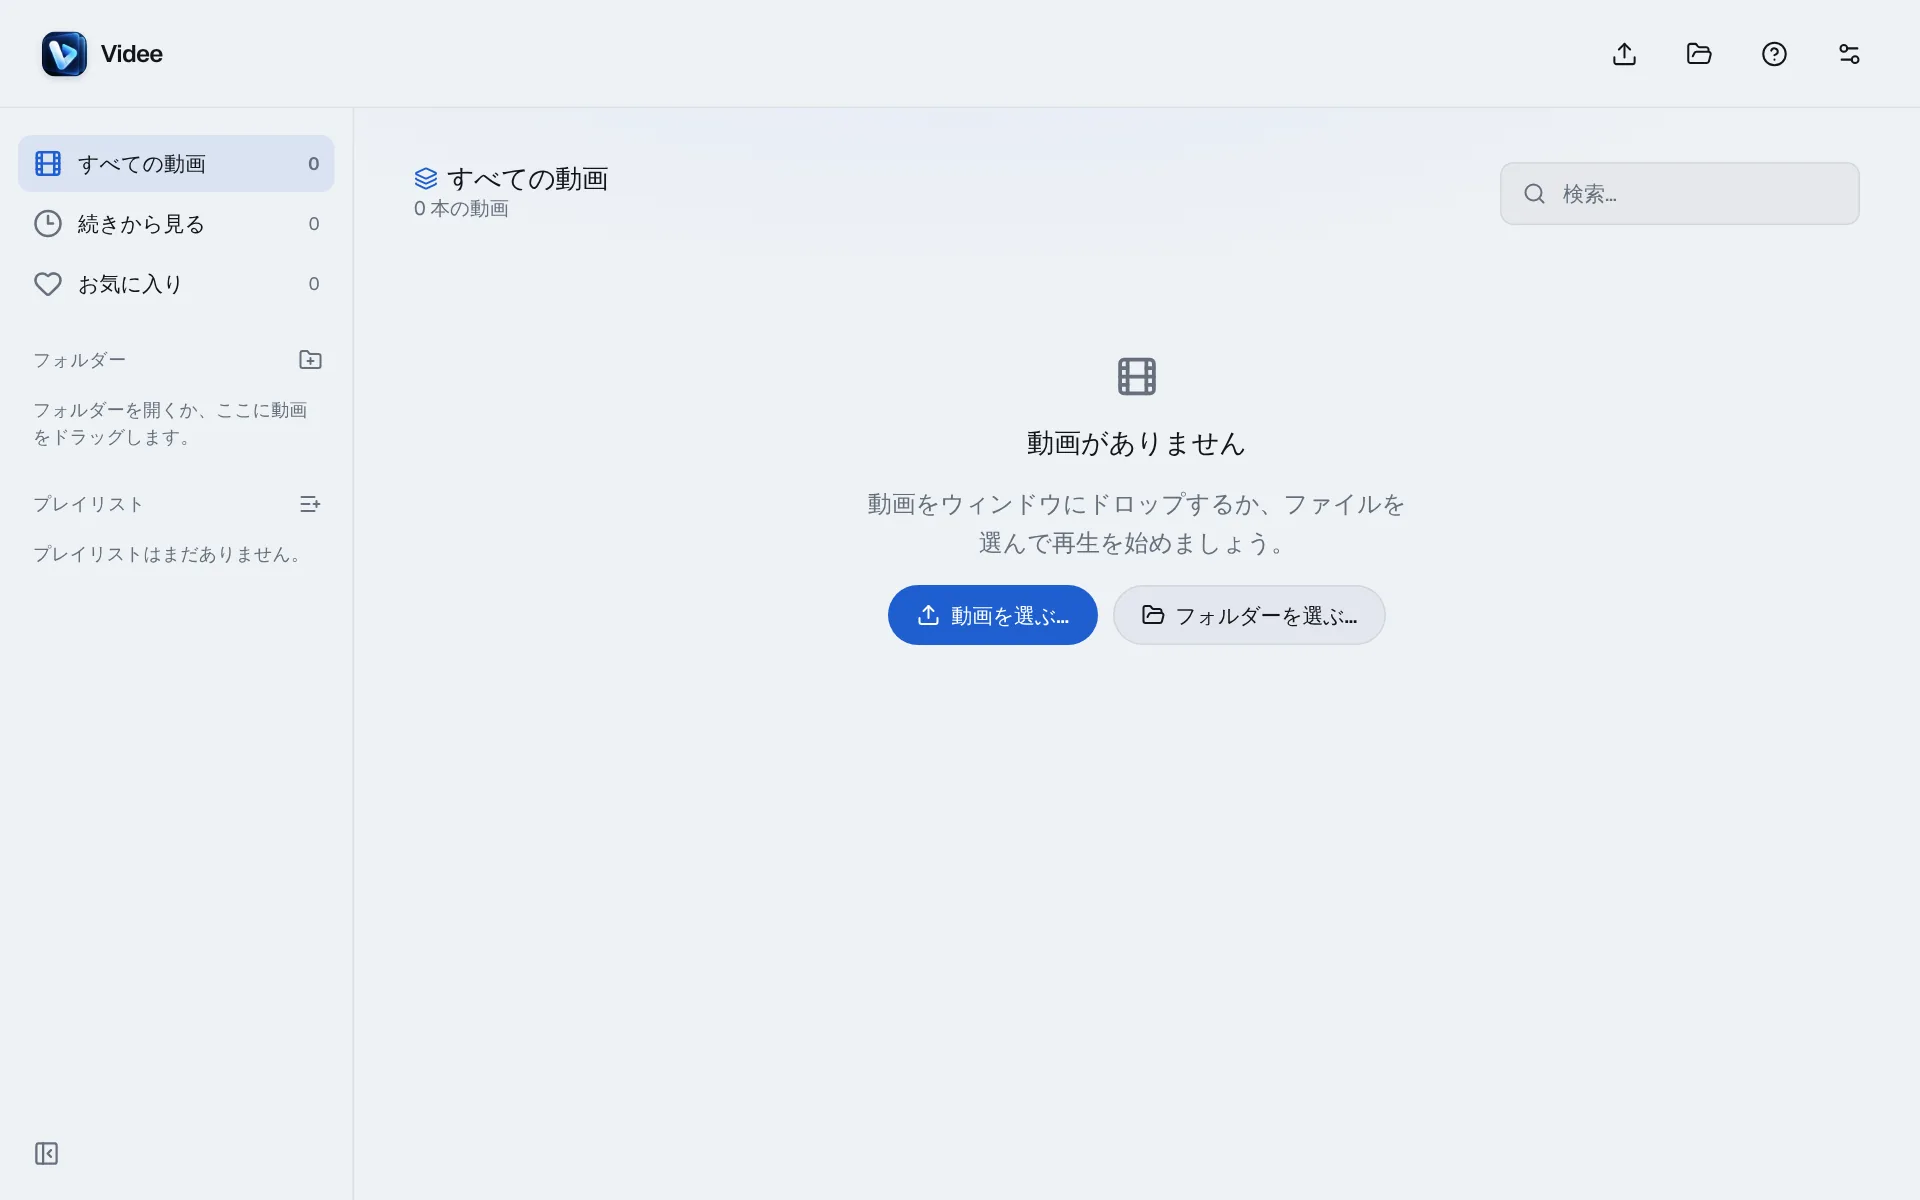 Videe
すべての動画 0
続きから見る 0
お気に入り 0
フォルダー
フォルダーを開くか、ここに動画
をドラッグします。
プレイリスト
プレイリストはまだありません。
すべての動画
0 本の動画
検索...
動画がありません
動画をウィンドウにドロップするか、ファイルを
選んで再生を始めましょう。
動画を選ぶ...
フォルダーを選ぶ...